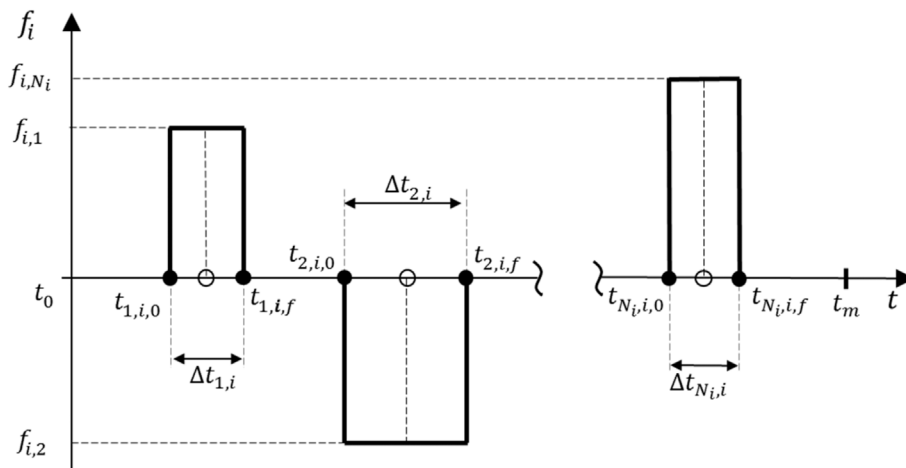 f_i
f_{i,N_i}
f_{i,1}
Δt_{2,i}
t_{2,i,0} t_{2,i,f}
t_0 t_{1,i,0} t_{1,i,f} t_{N_i,i,0} t_{N_i,i,f} t_m t
Δt_{1,i} Δt_{N_i,i}
f_{i,2}